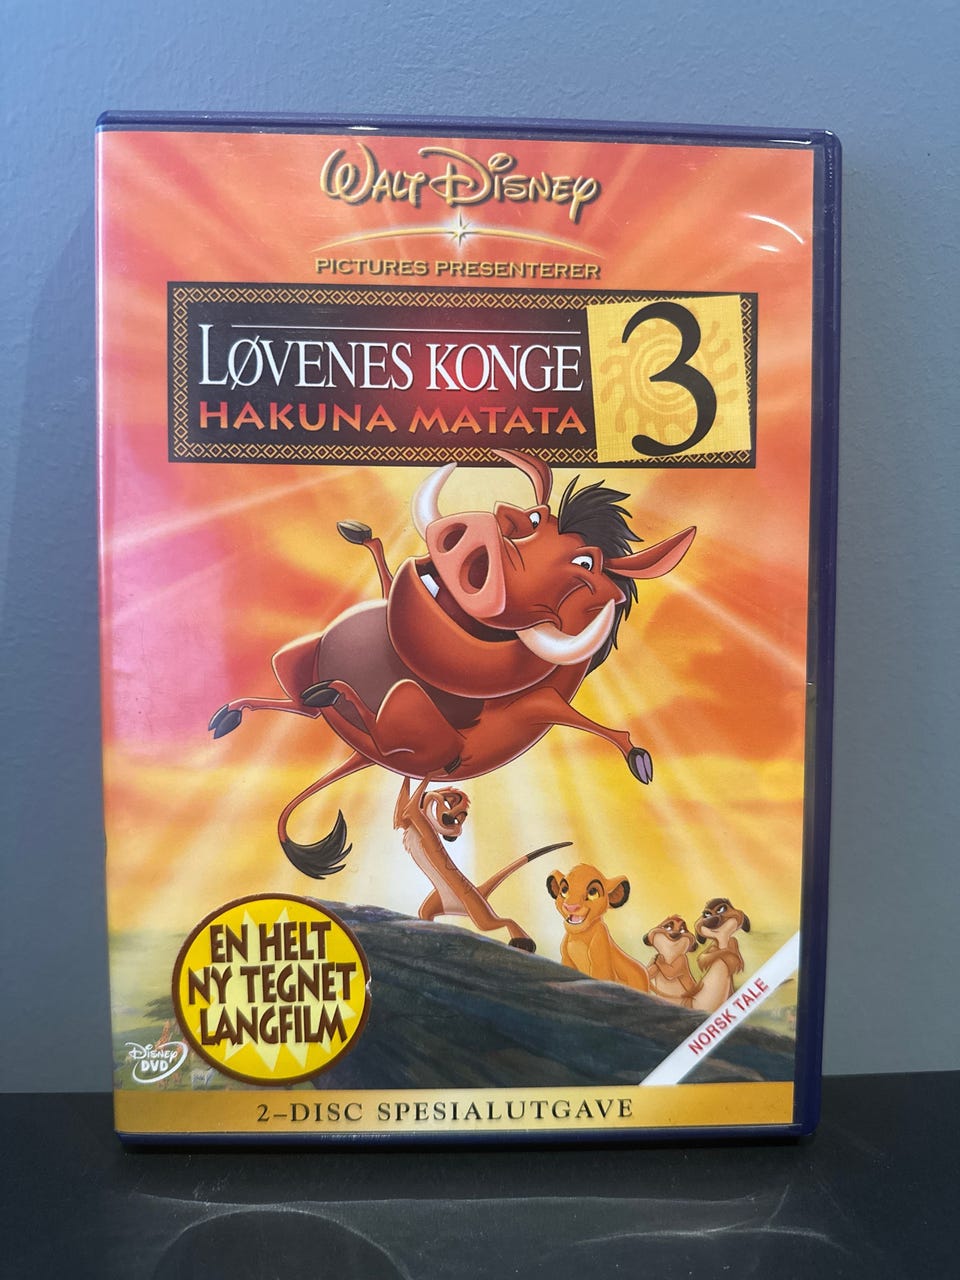 WALT DISNEY
PICTURES PRESENTERER
LØVENES KONGE 3
HAKUNA MATATA
EN HELT
NY TEGNET
LANGFILM
NORSK TALE
DISNEY
DVD
2-DISC SPESIALUTGAVE